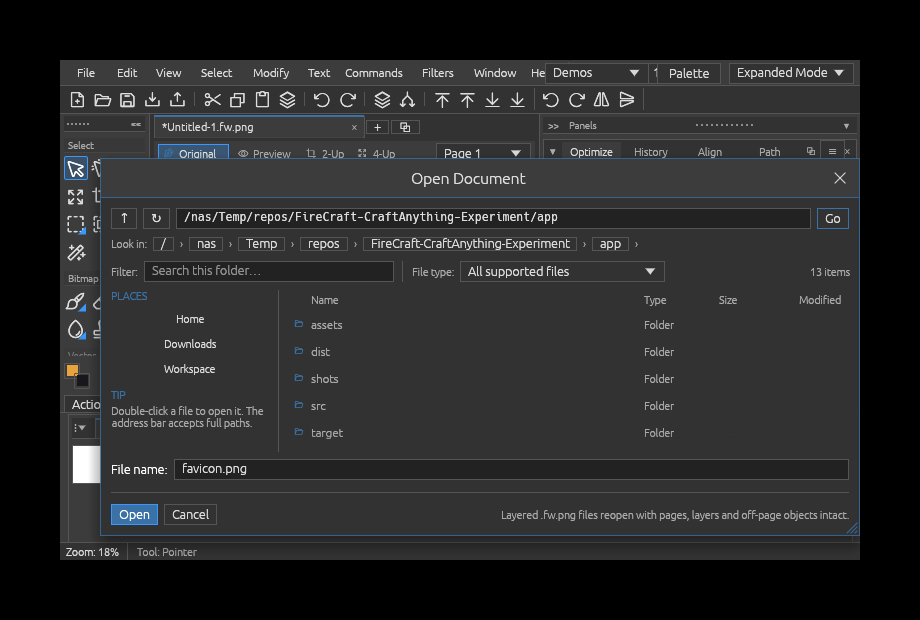 File Edit View Select Modify Text Commands Filters Window He Demos Palette Expanded Mode
*Untitled-1.fw.png × + >> Panels
Select
Original Preview 2-Up 4-Up Page 1 Optimize History Align Path
Open Document
/nas/Temp/repos/FireCraft-CraftAnything-Experiment/app Go
Look in: / › nas › Temp › repos › FireCraft-CraftAnything-Experiment › app ›
Filter: Search this folder... File type: All supported files 13 items
Bitmap
PLACES
Name Type Size Modified
Home
assets Folder
Downloads
dist Folder
Workspace
shots Folder
Vector
TIP
Double-click a file to open it. The
address bar accepts full paths.
src Folder
target Folder
Actio
File name: favicon.png
Open Cancel Layered .fw.png files reopen with pages, layers and off-page objects intact.
Zoom: 18% Tool: Pointer